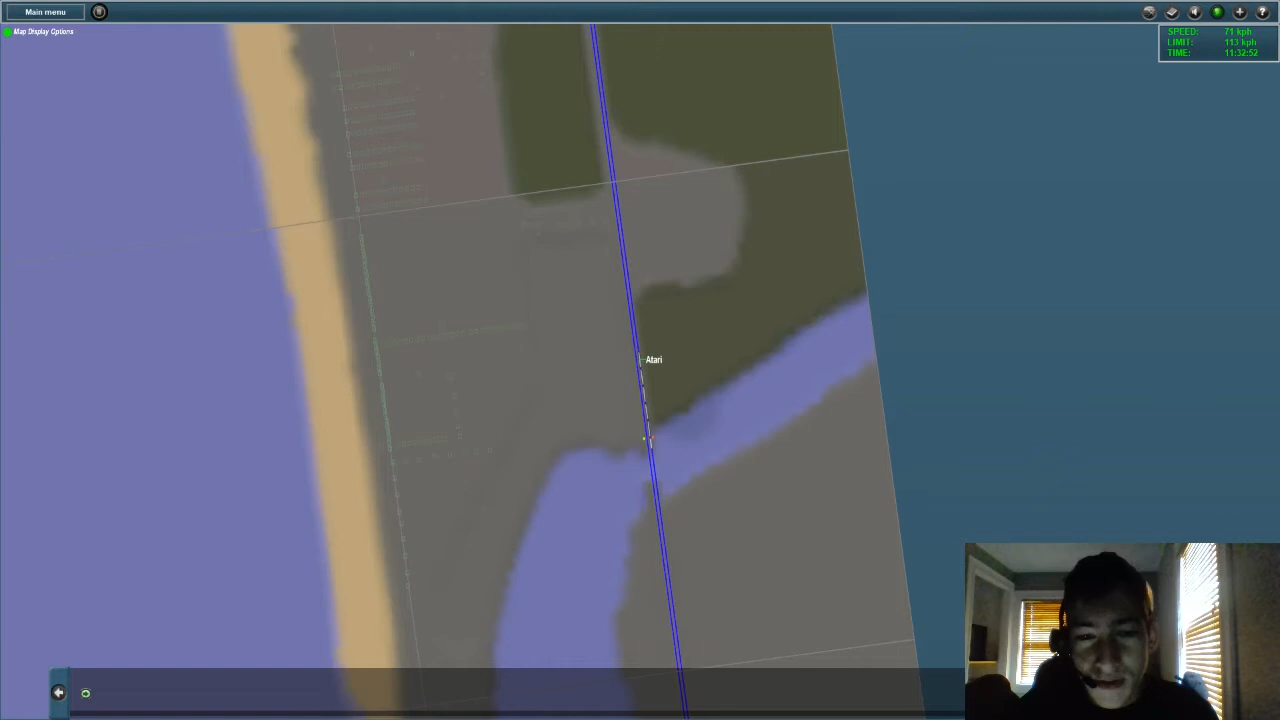 Main menu
Map Display Options
SPEED: 71 kph
LIMIT: 113 kph
TIME: 11:32:52
Atari